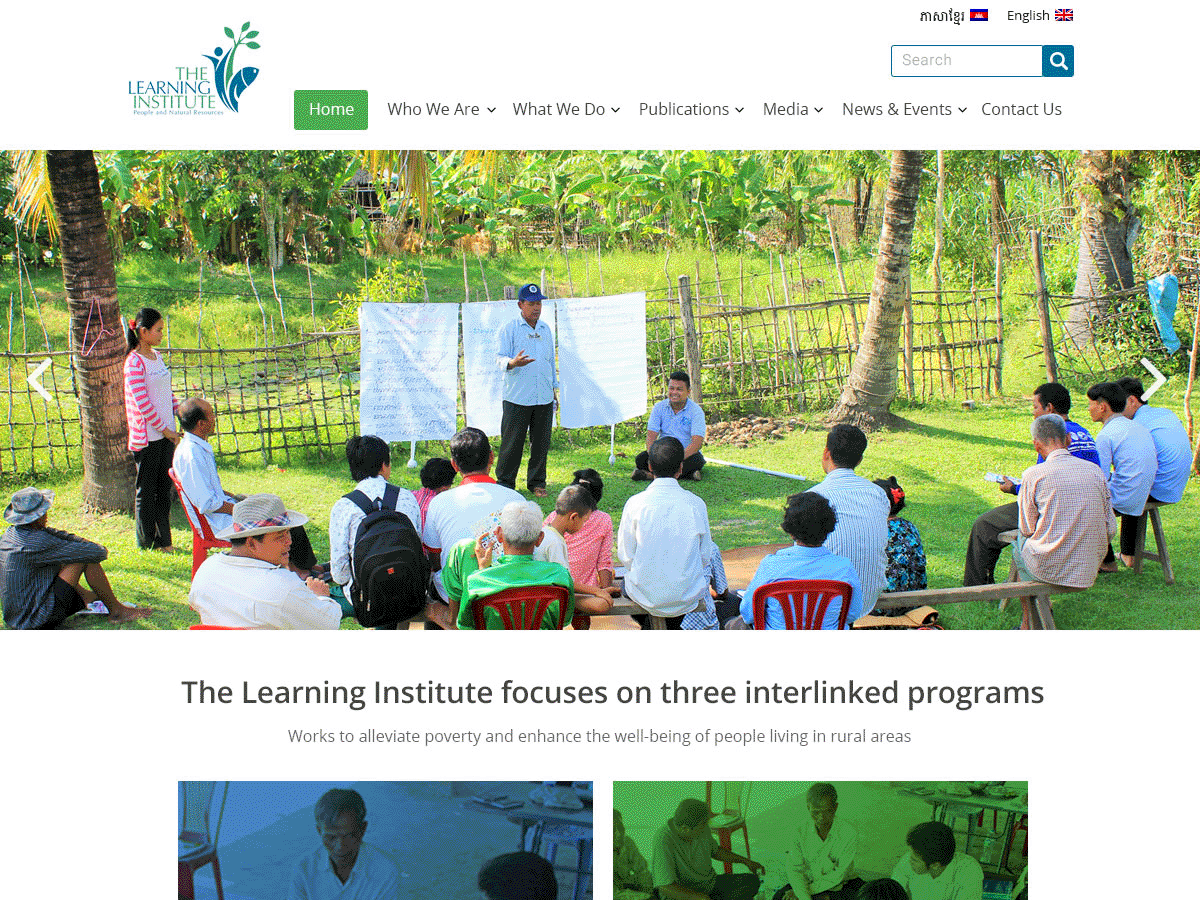 ភាសាខ្មែរ English
Search
THE
LEARNING
INSTITUTE
People and Natural Resources
Home Who We Are What We Do Publications Media News & Events Contact Us
The Learning Institute focuses on three interlinked programs
Works to alleviate poverty and enhance the well-being of people living in rural areas